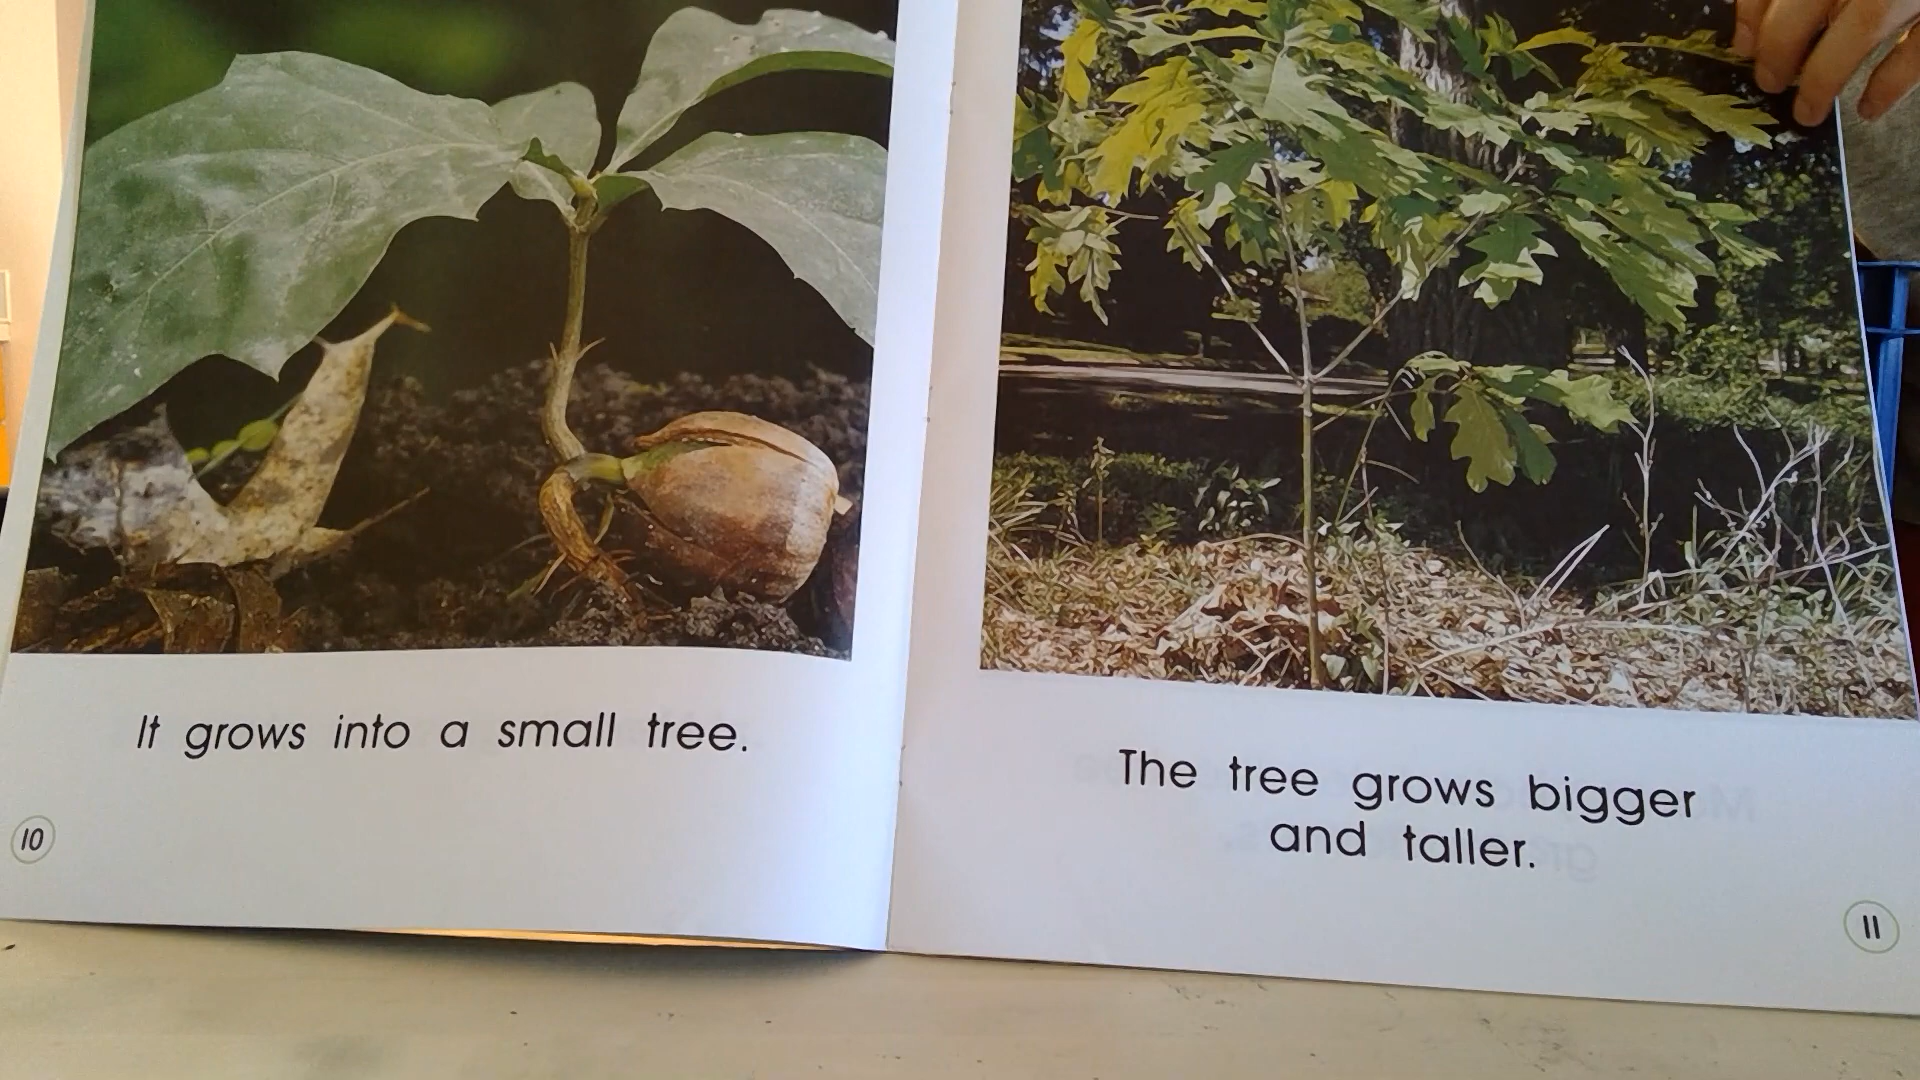 It grows into a small tree.
10
The tree grows bigger
and taller.
11